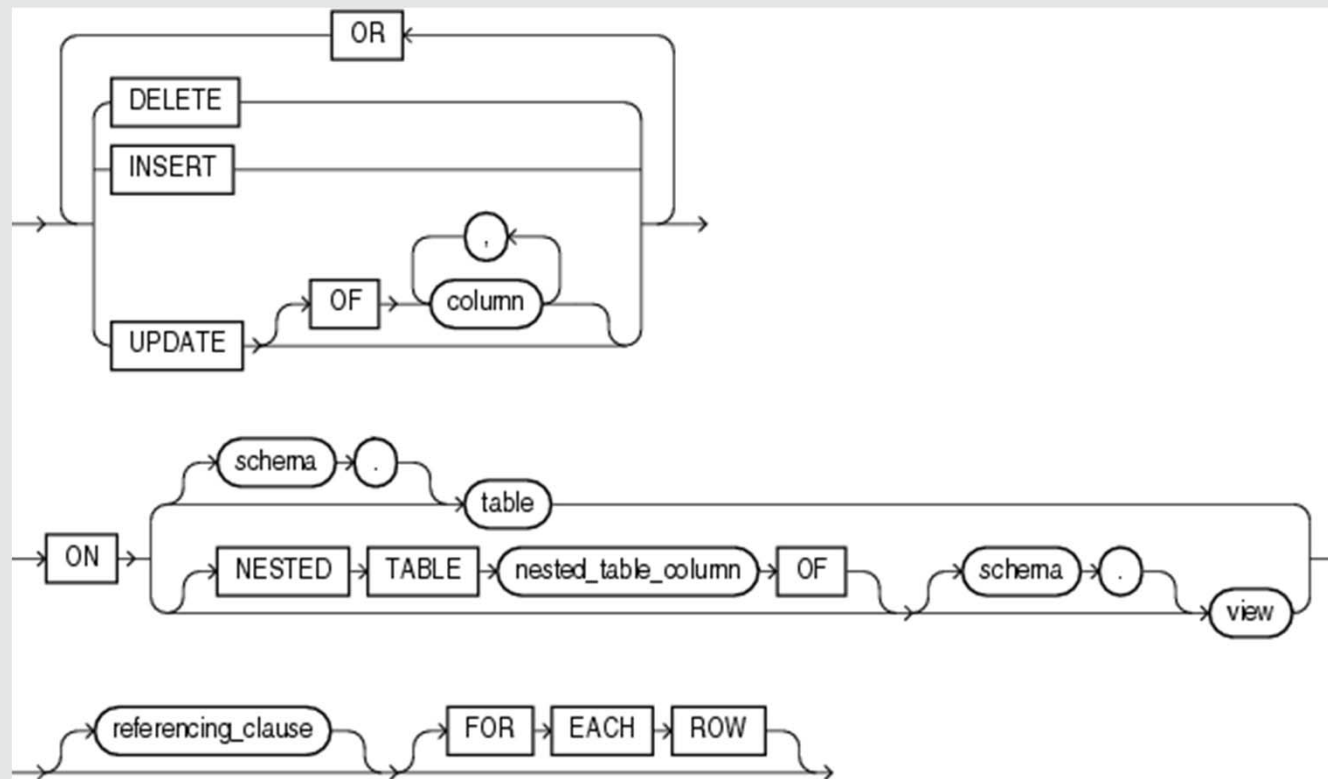 OR
DELETE
INSERT
,
OF column
UPDATE
schema .
table
ON NESTED TABLE nested_table_column OF schema .
view
referencing_clause FOR EACH ROW